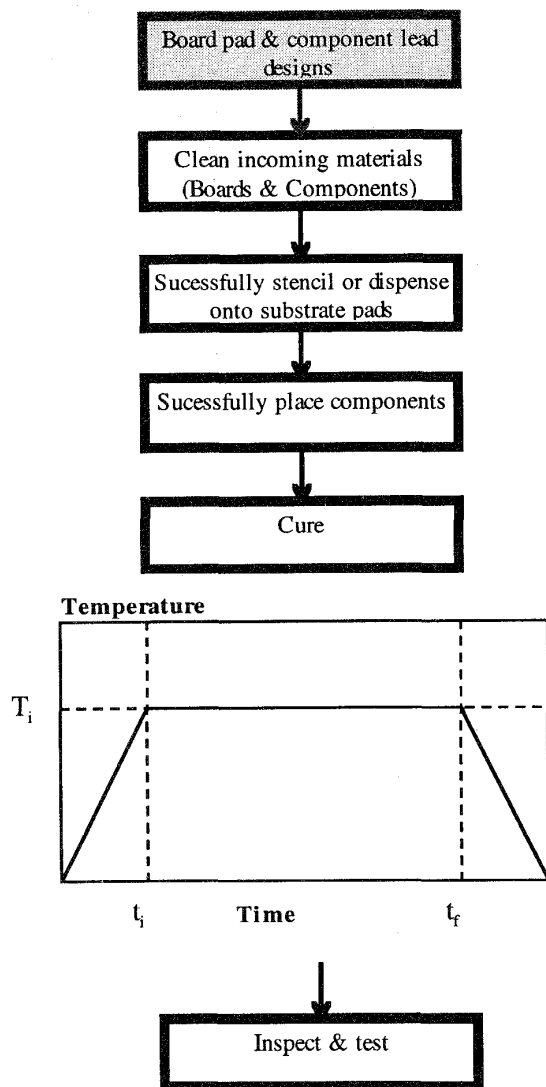 Board pad & component lead
designs
Clean incoming materials
(Boards & Components)
Sucessfully stencil or dispense
onto substrate pads
Sucessfully place components
Cure
Temperature
Ti
ti
Time
tf
Inspect & test